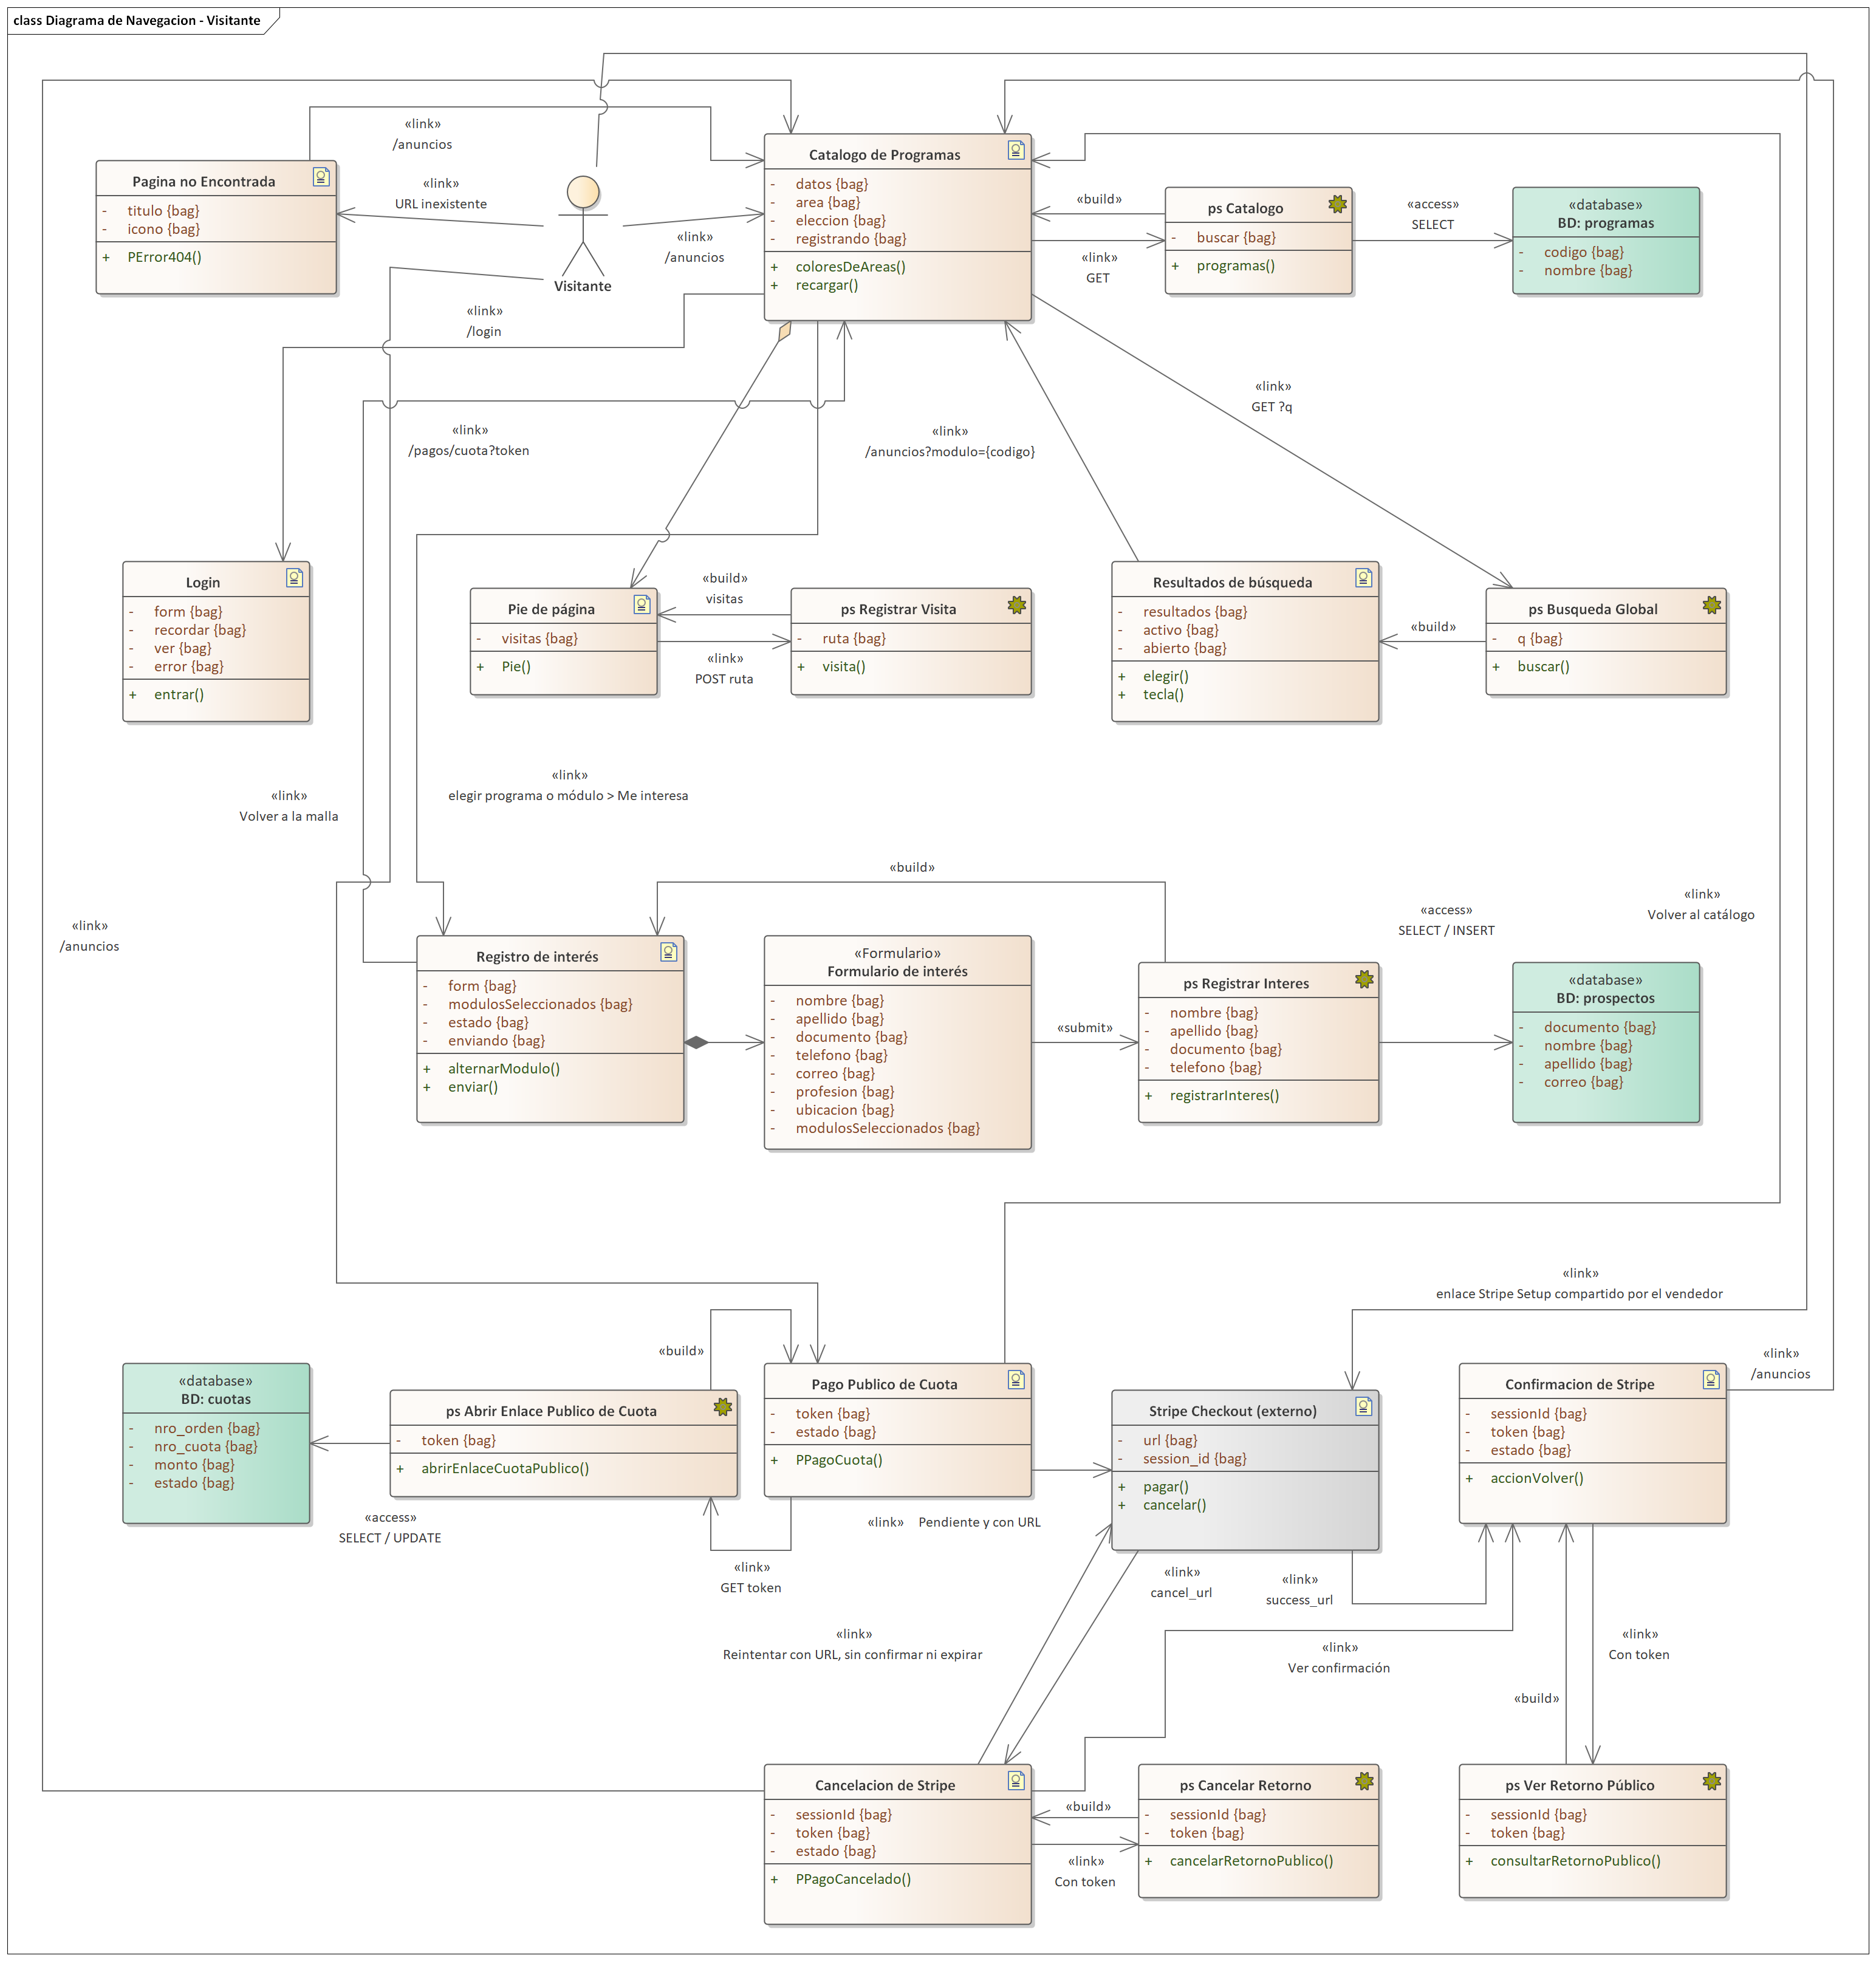 class Diagrama de Navegacion - Visitante
«link»
/anuncios
Pagina no Encontrada
- titulo {bag}
- icono {bag}
+ PError404()
«link»
URL inexistente
Visitante
«link»
/anuncios
Catalogo de Programas
- datos {bag}
- area {bag}
- eleccion {bag}
- registrando {bag}
+ coloresDeAreas()
+ recargar()
«build»
«link»
GET
ps Catalogo
- buscar {bag}
+ programas()
«access»
SELECT
«database»
BD: programas
- codigo {bag}
- nombre {bag}
«link»
/login
«link»
/pagos/cuota?token
«link»
/anuncios?modulo={codigo}
«link»
GET ?q
Login
- form {bag}
- recordar {bag}
- ver {bag}
- error {bag}
+ entrar()
Pie de página
- visitas {bag}
+ Pie()
«build»
visitas
«link»
POST ruta
ps Registrar Visita
- ruta {bag}
+ visita()
Resultados de búsqueda
- resultados {bag}
- activo {bag}
- abierto {bag}
+ elegir()
+ tecla()
«build»
ps Busqueda Global
- q {bag}
+ buscar()
«link»
Volver a la malla
«link»
elegir programa o módulo > Me interesa
«build»
«link»
/anuncios
«access»
SELECT / INSERT
«link»
Volver al catálogo
Registro de interés
- form {bag}
- modulosSeleccionados {bag}
- estado {bag}
- enviando {bag}
+ alternarModulo()
+ enviar()
«Formulario»
Formulario de interés
- nombre {bag}
- apellido {bag}
- documento {bag}
- telefono {bag}
- correo {bag}
- profesion {bag}
- ubicacion {bag}
- modulosSeleccionados {bag}
«submit»
ps Registrar Interes
- nombre {bag}
- apellido {bag}
- documento {bag}
- telefono {bag}
+ registrarInteres()
«database»
BD: prospectos
- documento {bag}
- nombre {bag}
- apellido {bag}
- correo {bag}
«link»
enlace Stripe Setup compartido por el vendedor
«build»
«link»
/anuncios
«database»
BD: cuotas
- nro_orden {bag}
- nro_cuota {bag}
- monto {bag}
- estado {bag}
ps Abrir Enlace Publico de Cuota
- token {bag}
+ abrirEnlaceCuotaPublico()
«access»
SELECT / UPDATE
Pago Publico de Cuota
- token {bag}
- estado {bag}
+ PPagoCuota()
«link» Pendiente y con URL
«link»
GET token
Stripe Checkout (externo)
- url {bag}
- session_id {bag}
+ pagar()
+ cancelar()
Confirmacion de Stripe
- sessionId {bag}
- token {bag}
- estado {bag}
+ accionVolver()
«link»
cancel_url
«link»
success_url
«link»
Reintentar con URL, sin confirmar ni expirar
«link»
Ver confirmación
«link»
Con token
«build»
Cancelacion de Stripe
- sessionId {bag}
- token {bag}
- estado {bag}
+ PPagoCancelado()
«build»
«link»
Con token
ps Cancelar Retorno
- sessionId {bag}
- token {bag}
+ cancelarRetornoPublico()
ps Ver Retorno Público
- sessionId {bag}
- token {bag}
+ consultarRetornoPublico()